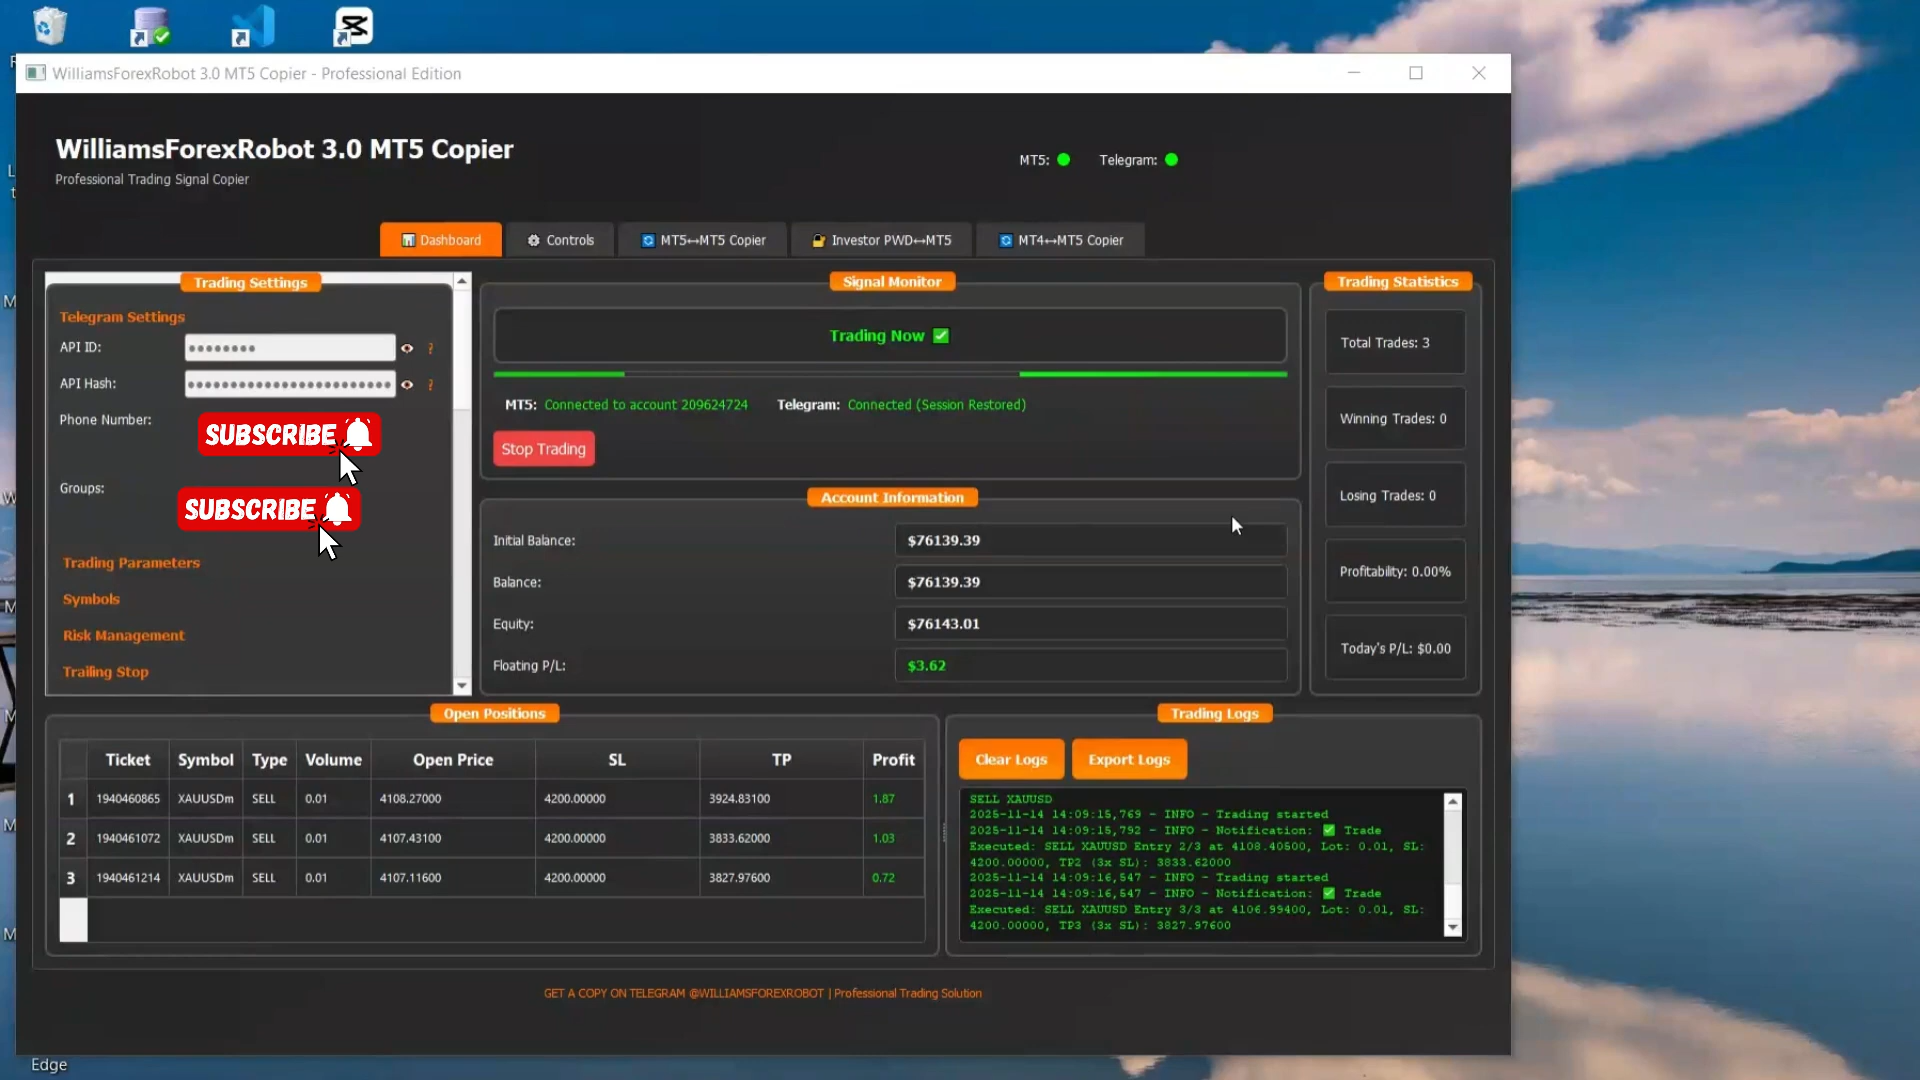 WilliamsForexRobot 3.0 MT5 Copier - Professional Edition
WilliamsForexRobot 3.0 MT5 Copier
Professional Trading Signal Copier
MT5:
Telegram:
Dashboard
Controls
MT5↔MT5 Copier
Investor PWD↔MT5
MT4↔MT5 Copier
Trading Settings
Telegram Settings
API ID:
●●●●●●●●
?
API Hash:
?
Phone Number:
SUBSCRIBE
Groups:
SUBSCRIBE
Trading Parameters
Symbols
Risk Management
Trailing Stop
Signal Monitor
Trading Now ✅
MT5: Connected to account 209624724 Telegram: Connected (Session Restored)
Stop Trading
Account Information
Initial Balance: $76139.39
Balance: $76139.39
Equity: $76143.01
Floating P/L: $3.62
Trading Statistics
Total Trades: 3
Winning Trades: 0
Losing Trades: 0
Profitability: 0.00%
Today's P/L: $0.00
Open Positions
Ticket Symbol Type Volume Open Price SL TP Profit
1 1940460865 XAUUSDm SELL 0.01 4108.27000 4200.00000 3924.83100 1.87
2 1940461072 XAUUSDm SELL 0.01 4107.43100 4200.00000 3833.62000 1.03
3 1940461214 XAUUSDm SELL 0.01 4107.11600 4200.00000 3827.97600 0.72
Trading Logs
Clear Logs
Export Logs
SELL XAUUSD
2025-11-14 14:09:15,769 - INFO - Trading started
2025-11-14 14:09:15,792 - INFO - Notification: ✅ Trade
Executed: SELL XAUUSD Entry 2/3 at 4108.40500, Lot: 0.01, SL:
4200.00000, TP2 (3x SL): 3833.62000
2025-11-14 14:09:16,547 - INFO - Trading started
2025-11-14 14:09:16,547 - INFO - Notification: ✅ Trade
Executed: SELL XAUUSD Entry 3/3 at 4106.99400, Lot: 0.01, SL:
4200.00000, TP3 (3x SL): 3827.97600
GET A COPY ON TELEGRAM @WILLIAMSFOREXROBOT | Professional Trading Solution
Edge